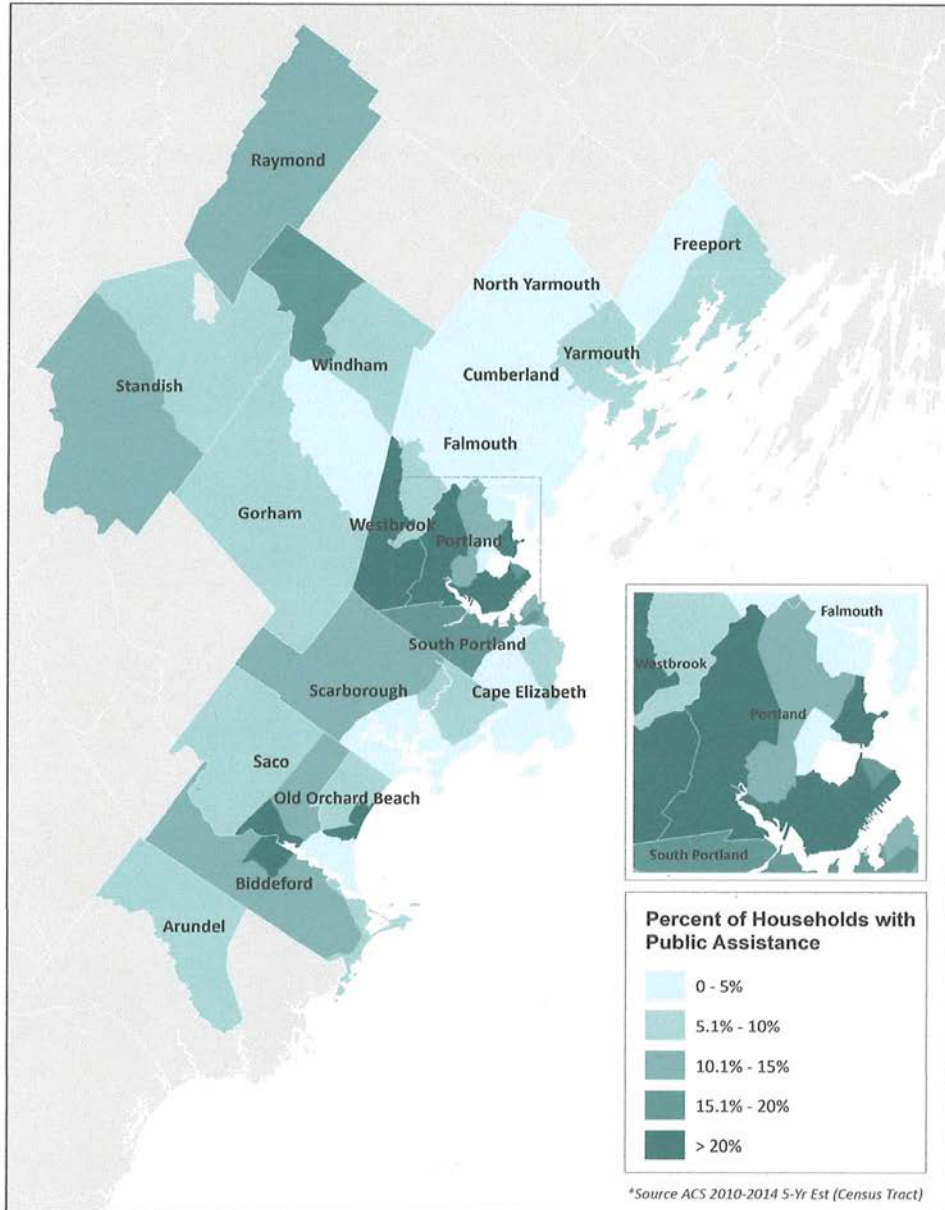 Raymond
Freeport
North Yarmouth
Yarmouth
Windham
Cumberland
Standish
Falmouth
Gorham
Westbrook
Portland
South Portland
Scarborough
Cape Elizabeth
Saco
Old Orchard Beach
Biddeford
Arundel
Falmouth
Westbrook
Portland
South Portland
Percent of Households with
Public Assistance
0 - 5%
5.1% - 10%
10.1% - 15%
15.1% - 20%
> 20%
*Source ACS 2010-2014 5-Yr Est (Census Tract)